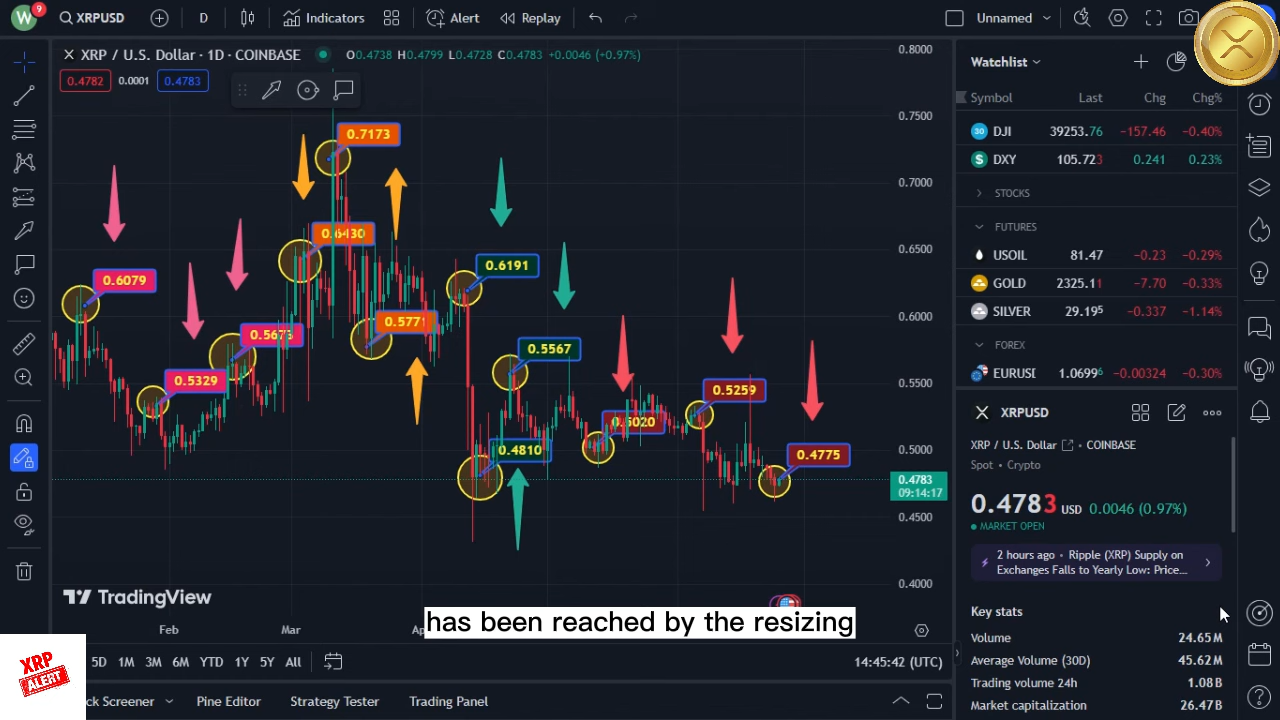 W 9 XRPUSD D Indicators Alert Replay Unnamed
XRP / U.S. Dollar · 1D · COINBASE O0.4738 H0.4799 L0.4728 C0.4783 +0.0046 (+0.97%)
0.4782 0.0001 0.4783
0.8000
0.7500
0.7000
0.6500
0.6000
0.5500
0.5000
0.4783
09:14:17
0.4500
0.4000
0.7173
0.6430
0.6079
0.6191
0.5771
0.5673
0.5567
0.5329
0.5259
0.5020
0.4810
0.4775
TradingView
Feb Mar
has been reached by the resizing
XRP
ALERT
5D 1M 3M 6M YTD 1Y 5Y All 14:45:42 (UTC)
ck Screener Pine Editor Strategy Tester Trading Panel
Watchlist
Symbol Last Chg Chg%
30 DJI 39253.76 −157.46 −0.40%
$ DXY 105.723 0.241 0.23%
STOCKS
FUTURES
USOIL 81.47 −0.23 −0.29%
GOLD 2325.11 −7.70 −0.33%
SILVER 29.195 −0.337 −1.14%
FOREX
EURUSD 1.06996 −0.00324 −0.30%
XRPUSD
XRP / U.S. Dollar COINBASE
Spot • Crypto
0.4783 USD 0.0046 (0.97%)
MARKET OPEN
2 hours ago • Ripple (XRP) Supply on
Exchanges Falls to Yearly Low: Price...
Key stats
Volume 24.65M
Average Volume (30D) 45.62M
Trading volume 24h 1.08B
Market capitalization 26.47B